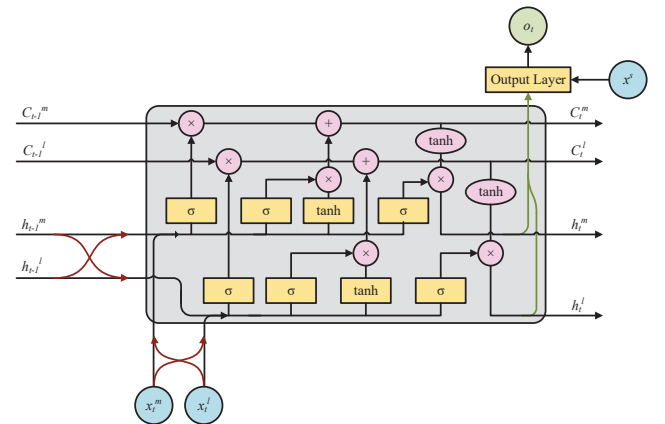 o_t
Output Layer
x^s
C_{t-1}^m
C_t^m
× +
tanh
C_{t-1}^l
C_t^l
× +
× ×
tanh
σ σ tanh σ
h_{t-1}^m
h_t^m
× ×
h_{t-1}^l
σ σ tanh σ
h_t^l
x_t^m x_t^l